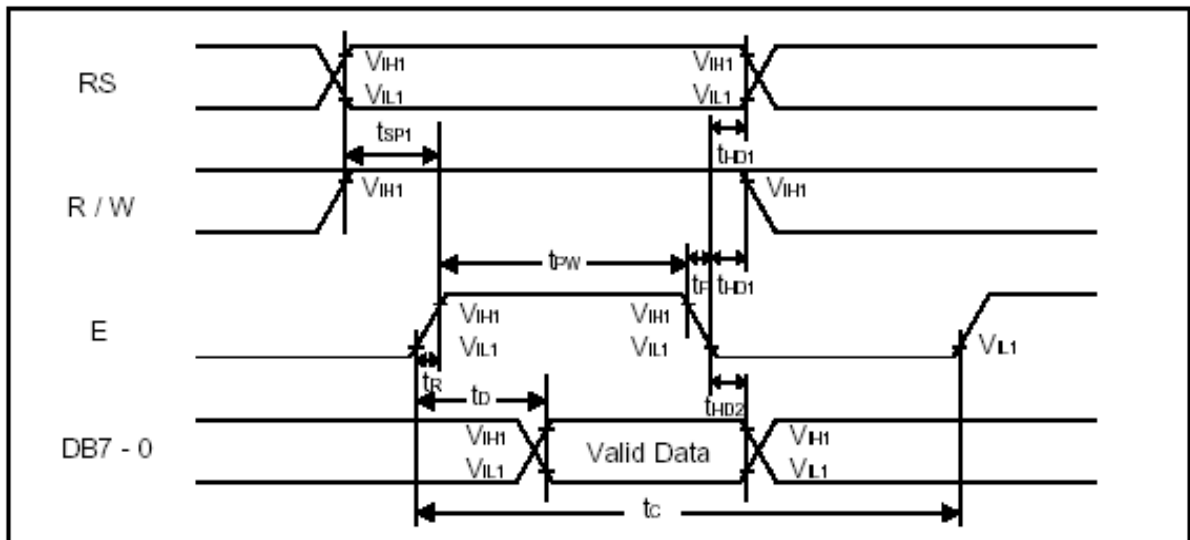 RS
VIH1 VIH1
VIL1 VIL1
tSP1 tHD1
R / W
VIH1 VIH1
tPW tF tHD1
E
VIH1 VIH1
VIL1 VIL1 VIL1
tR tD tHD2
DB7 - 0
VIH1 Valid Data VIH1
VIL1 VIL1
tC